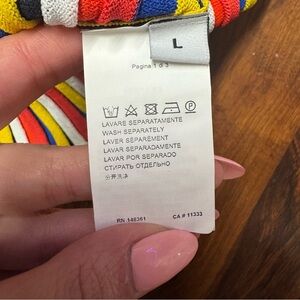 L
Pagina 1 di 3
LAVARE SEPARATAMENTE
WASH SEPARATELY
LAVER SÉPARÉMENT
LAVAR SEPARADAMENTE
LAVAR POR SEPARADO
СТИРАТЬ ОТДЕЛЬНО
分开洗涤
RN 148361
CA # 11333